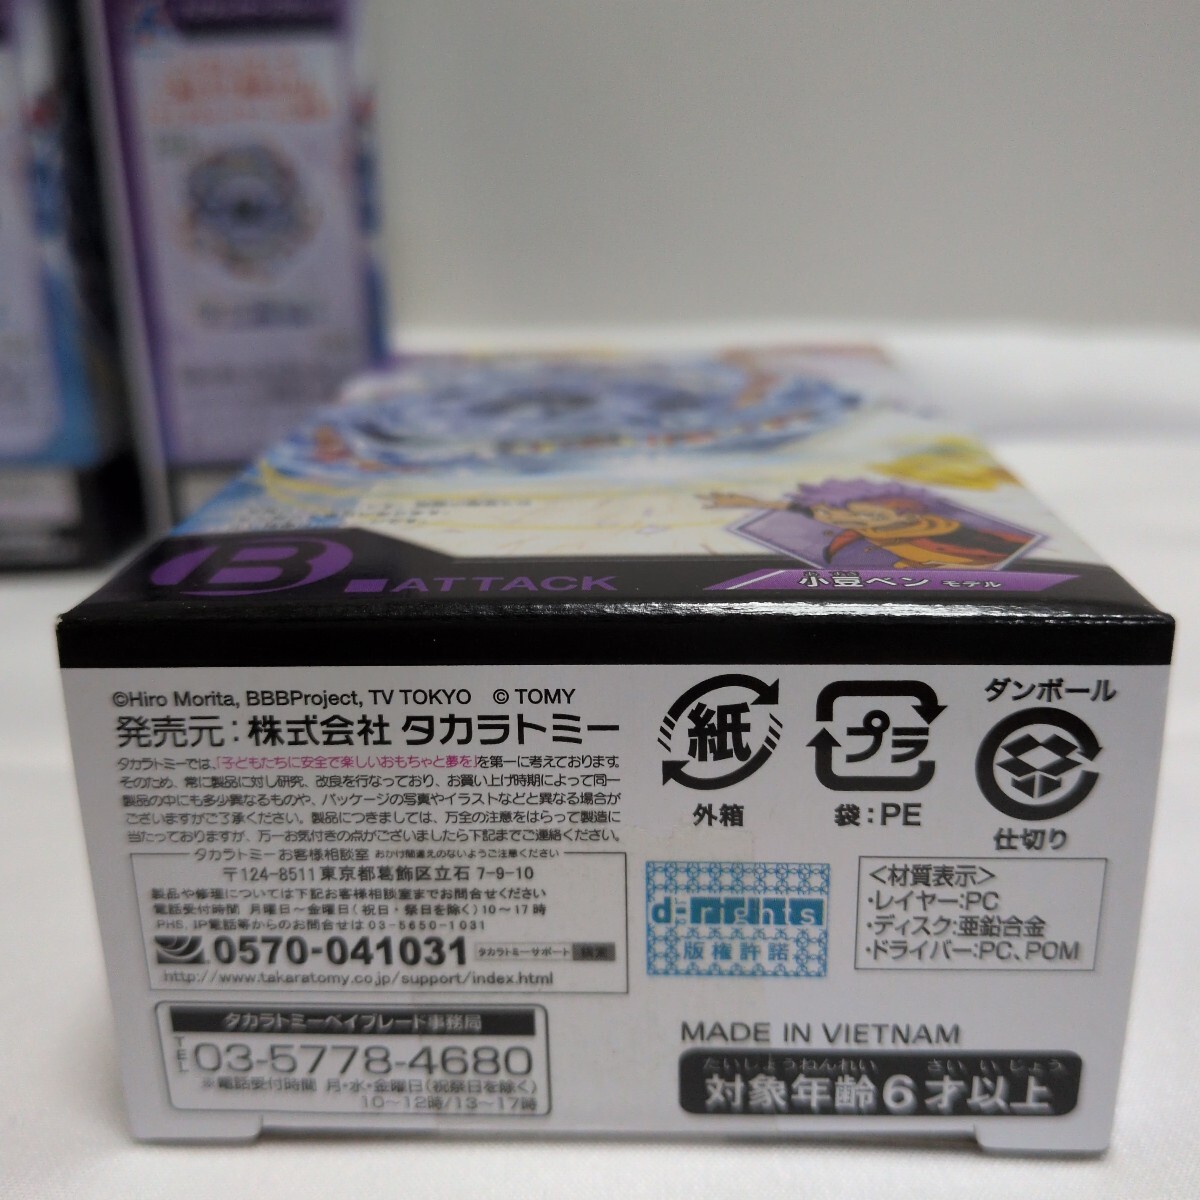 B
ATTACK
小豆ベン モデル
©Hiro Morita, BBBProject, TV TOKYO © TOMY
発売元:株式会社 タカラトミー
タカラトミーでは、「子どもたちに安全で楽しいおもちゃと夢を」を第一に考えております。
そのため、常に製品に対し研究、改良を行なっており、お買い上げ時期によって同一
製品の中にも多少異なるものや、パッケージの写真やイラストなどと異なる場合が
ございますがご了承ください。製品につきましては、万全の注意をはらって製造に
当たっておりますが、万一お気付きの点がございましたら下記までご連絡ください。
タカラトミーお客様相談室 おかけ間違えのないようご注意ください
〒124-8511 東京都葛飾区立石 7-9-10
製品や修理については下記お客様相談室までお問合せください
電話受付時間 月曜日〜金曜日(祝日・祭日を除く)10〜17時
PHS、IP電話等からのお問合せは 03-5650-1031
0570-041031 タカラトミーサポート 検索
http://www.takaratomy.co.jp/support/index.html
タカラトミーベイブレード事務局
TEL 03-5778-4680
※電話受付時間 月・水・金曜日(祝祭日を除く)
10〜12時/13〜17時
紙
外箱
プラ
袋:PE
ダンボール
仕切り
d-rights
版権許諾
<材質表示>
・レイヤー:PC
・ディスク:亜鉛合金
・ドライバー:PC、POM
MADE IN VIETNAM
たいしょうねんれい さい いじょう
対象年齢6才以上